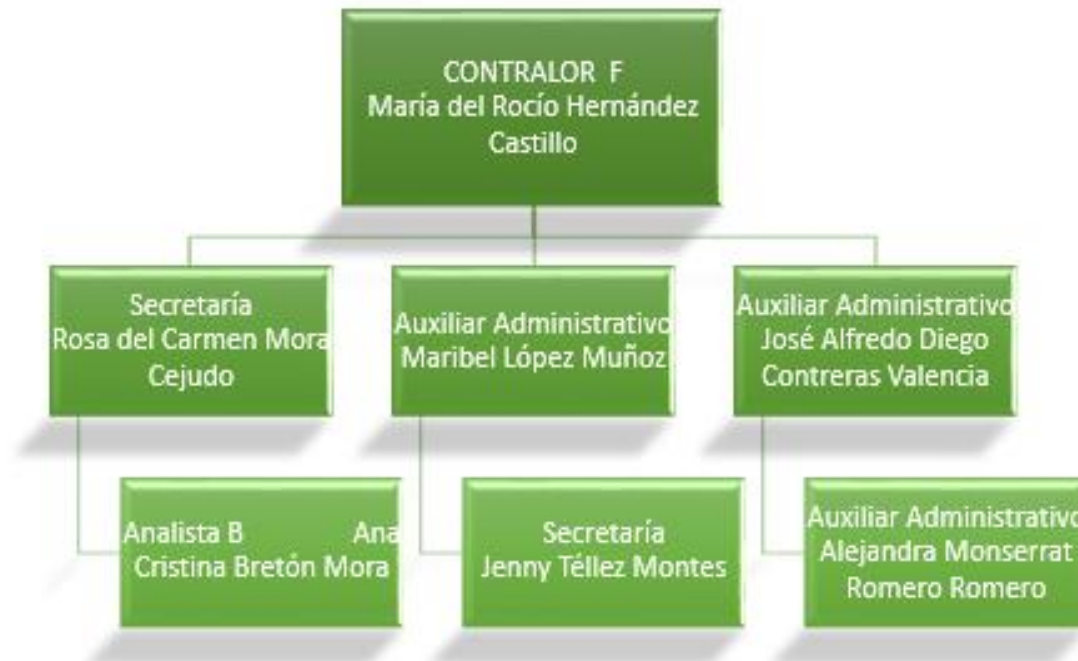 CONTRALOR F
María del Rocío Hernández
Castillo
Secretaría
Rosa del Carmen Mora
Cejudo
Auxiliar Administrativo
Maribel López Muñoz
Auxiliar Administrativo
José Alfredo Diego
Contreras Valencia
Analista B Ana
Cristina Bretón Mora
Secretaría
Jenny Téllez Montes
Auxiliar Administrativo
Alejandra Monserrat
Romero Romero